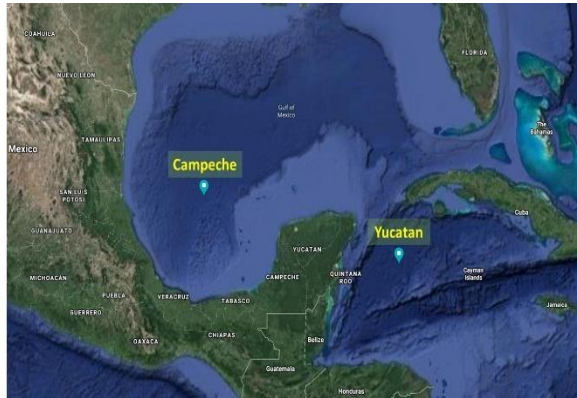 COAHUILA
NUEVO LEON
FLORIDA
Gulf of
Mexico
The
Bahamas
TAMAULIPAS
Mexico
Campeche
SAN LUIS
POTOSI
Cuba
GUANAJUATO
YUCATAN
Yucatan
CAMPECHE
QUINTANA
ROO
Cayman
Islands
MICHOACÁN
PUEBLA
VERACRUZ
TABASCO
Jamaica
GUERRERO
OAXACA
CHIAPAS
Belize
Guatemala
Honduras